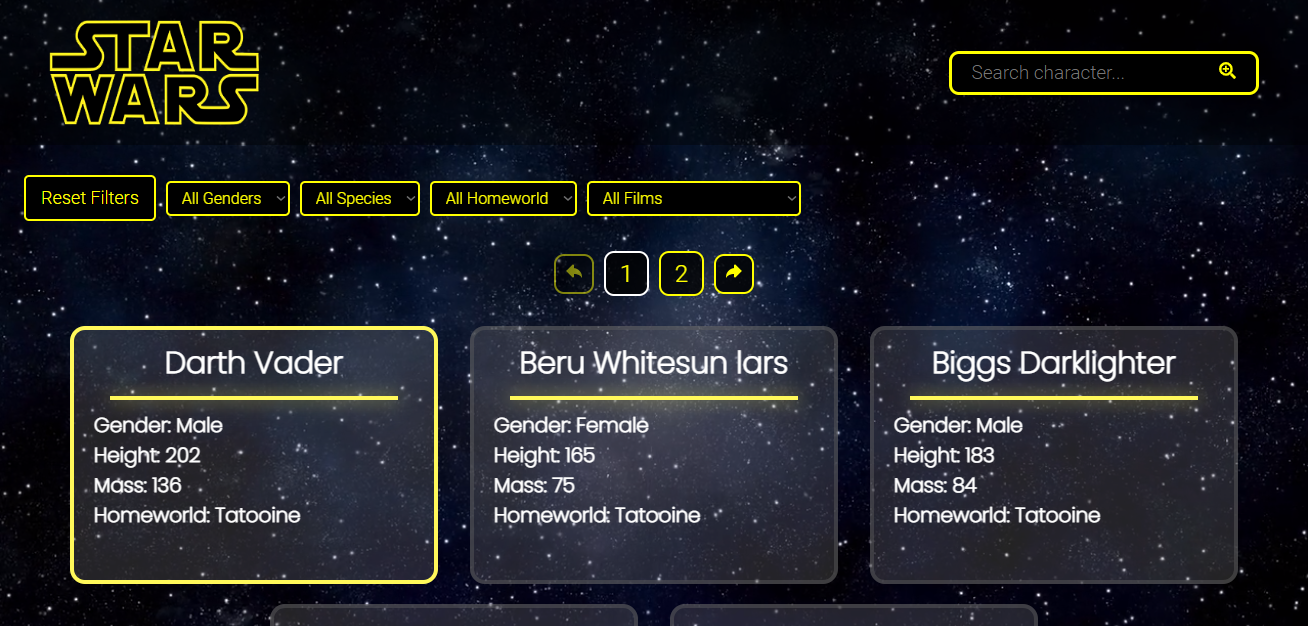 STAR
WARS
Search character...
Reset Filters
All Genders
All Species
All Homeworld
All Films
1
2
Darth Vader
Gender: Male
Height: 202
Mass: 136
Homeworld: Tatooine
Beru Whitesun lars
Gender: Female
Height: 165
Mass: 75
Homeworld: Tatooine
Biggs Darklighter
Gender: Male
Height: 183
Mass: 84
Homeworld: Tatooine